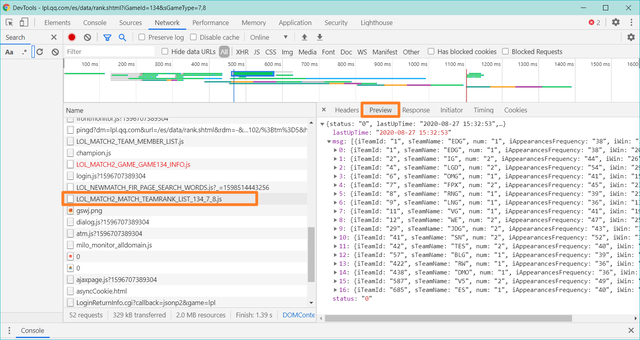 DevTools - lpl.qq.com/es/data/rank.shtml?iGameId=134&sGameType=7,8
Elements Console Sources Network Performance Memory Application Security Lighthouse 2
Search Preserve log Disable cache Online
Aa .* Filter Hide data URLs All XHR JS CSS Img Media Font Doc WS Manifest Other Has blocked cookies Blocked Requests
100 ms 200 ms 300 ms 400 ms 500 ms 600 ms 700 ms 800 ms 900 ms 1000 ms 1100 ms 1200 ms 1300 ms 1400 ms 1500 ms 160
Name
Headers Preview Response Initiator Timing Cookies
frontmonitor.js?1596707389304
pingd?dm=lpl.qq.com&url=/es/data/rank.shtml&rdm=-&...102/%3Btm%3D5&ext
LOL_MATCH2_TEAM_MEMBER_LIST.js
champion.js
LOL_MATCH2_GAME_GAME134_INFO.js
login.js?1596707389304
LOL_NEWMATCH_FIR_PAGE_SEARCH_WORDS.js?_=1598514443256
LOL_MATCH2_MATCH_TEAMRANK_LIST_134_7_8.js
gswj.png
dialog.js?1596707389304
atm.js?1596707389304
milo_monitor_alldomain.js
0
0
ajaxpage.js?1596707389304
asyncCookie.html
LoginReturnInfo.cgi?callback=jsonp2&game=lpl
52 requests 329 kB transferred 2.0 MB resources Finish: 1.39 s DOMConte
{status: "0", lastUpTime: "2020-08-27 15:32:53",…}
lastUpTime: "2020-08-27 15:32:53"
msg: [{iTeamId: "1", sTeamName: "EDG", num: "1", iAppearancesFrequency: "38", iWin:
0: {iTeamId: "1", sTeamName: "EDG", num: "1", iAppearancesFrequency: "38", iWin: "
1: {iTeamId: "2", sTeamName: "IG", num: "2", iAppearancesFrequency: "44", iWin: "26
2: {iTeamId: "4", sTeamName: "LGD", num: "2", iAppearancesFrequency: "54", iWin: "2
3: {iTeamId: "6", sTeamName: "OMG", num: "1", iAppearancesFrequency: "41", iWin: "1
4: {iTeamId: "7", sTeamName: "FPX", num: "2", iAppearancesFrequency: "45", iWin: "2
5: {iTeamId: "8", sTeamName: "RNG", num: "1", iAppearancesFrequency: "39", iWin: "2
6: {iTeamId: "9", sTeamName: "LNG", num: "1", iAppearancesFrequency: "36", iWin: "1
7: {iTeamId: "11", sTeamName: "VG", num: "1", iAppearancesFrequency: "41", iWin: "1
8: {iTeamId: "12", sTeamName: "WE", num: "2", iAppearancesFrequency: "47", iWin: "2
9: {iTeamId: "29", sTeamName: "JDG", num: "2", iAppearancesFrequency: "43", iWin: "
10: {iTeamId: "41", sTeamName: "SN", num: "2", iAppearancesFrequency: "52", iWin: "
11: {iTeamId: "42", sTeamName: "TES", num: "2", iAppearancesFrequency: "40", iWin:
12: {iTeamId: "57", sTeamName: "BLG", num: "1", iAppearancesFrequency: "39", iWin:
13: {iTeamId: "422", sTeamName: "RW", num: "1", iAppearancesFrequency: "36", iWin:
14: {iTeamId: "438", sTeamName: "DMO", num: "1", iAppearancesFrequency: "36", iWin:
15: {iTeamId: "587", sTeamName: "V5", num: "2", iAppearancesFrequency: "49", iWin:
16: {iTeamId: "685", sTeamName: "ES", num: "1", iAppearancesFrequency: "40", iWin:
status: "0"
Console